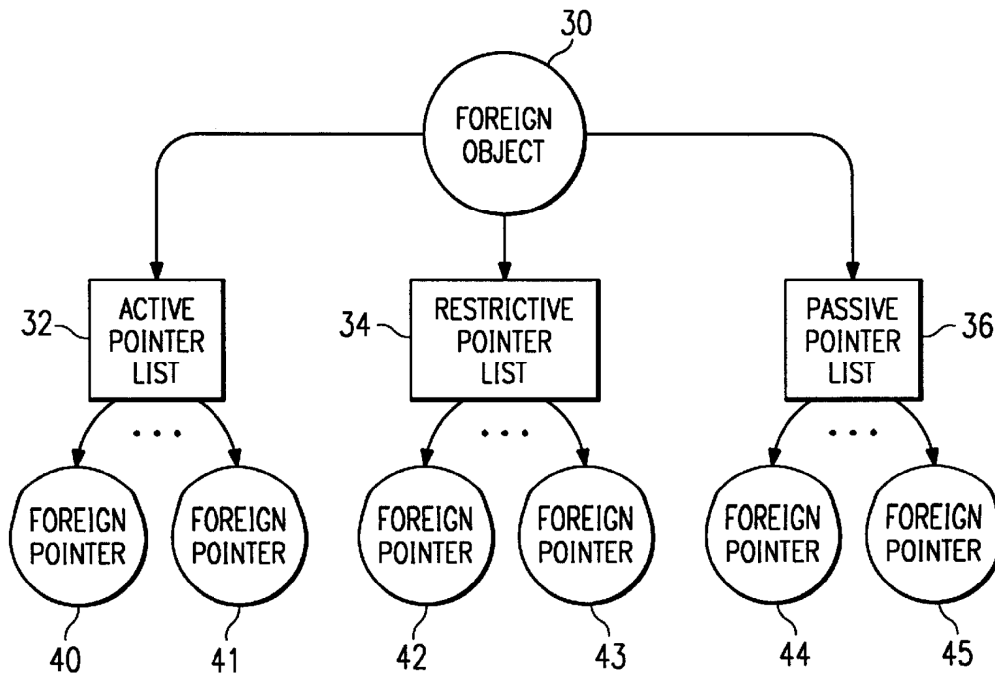 30
FOREIGN
OBJECT
32
ACTIVE
POINTER
LIST
34
RESTRICTIVE
POINTER
LIST
PASSIVE
POINTER
LIST
36
...
...
...
FOREIGN
POINTER
FOREIGN
POINTER
FOREIGN
POINTER
FOREIGN
POINTER
FOREIGN
POINTER
FOREIGN
POINTER
40
41
42
43
44
45